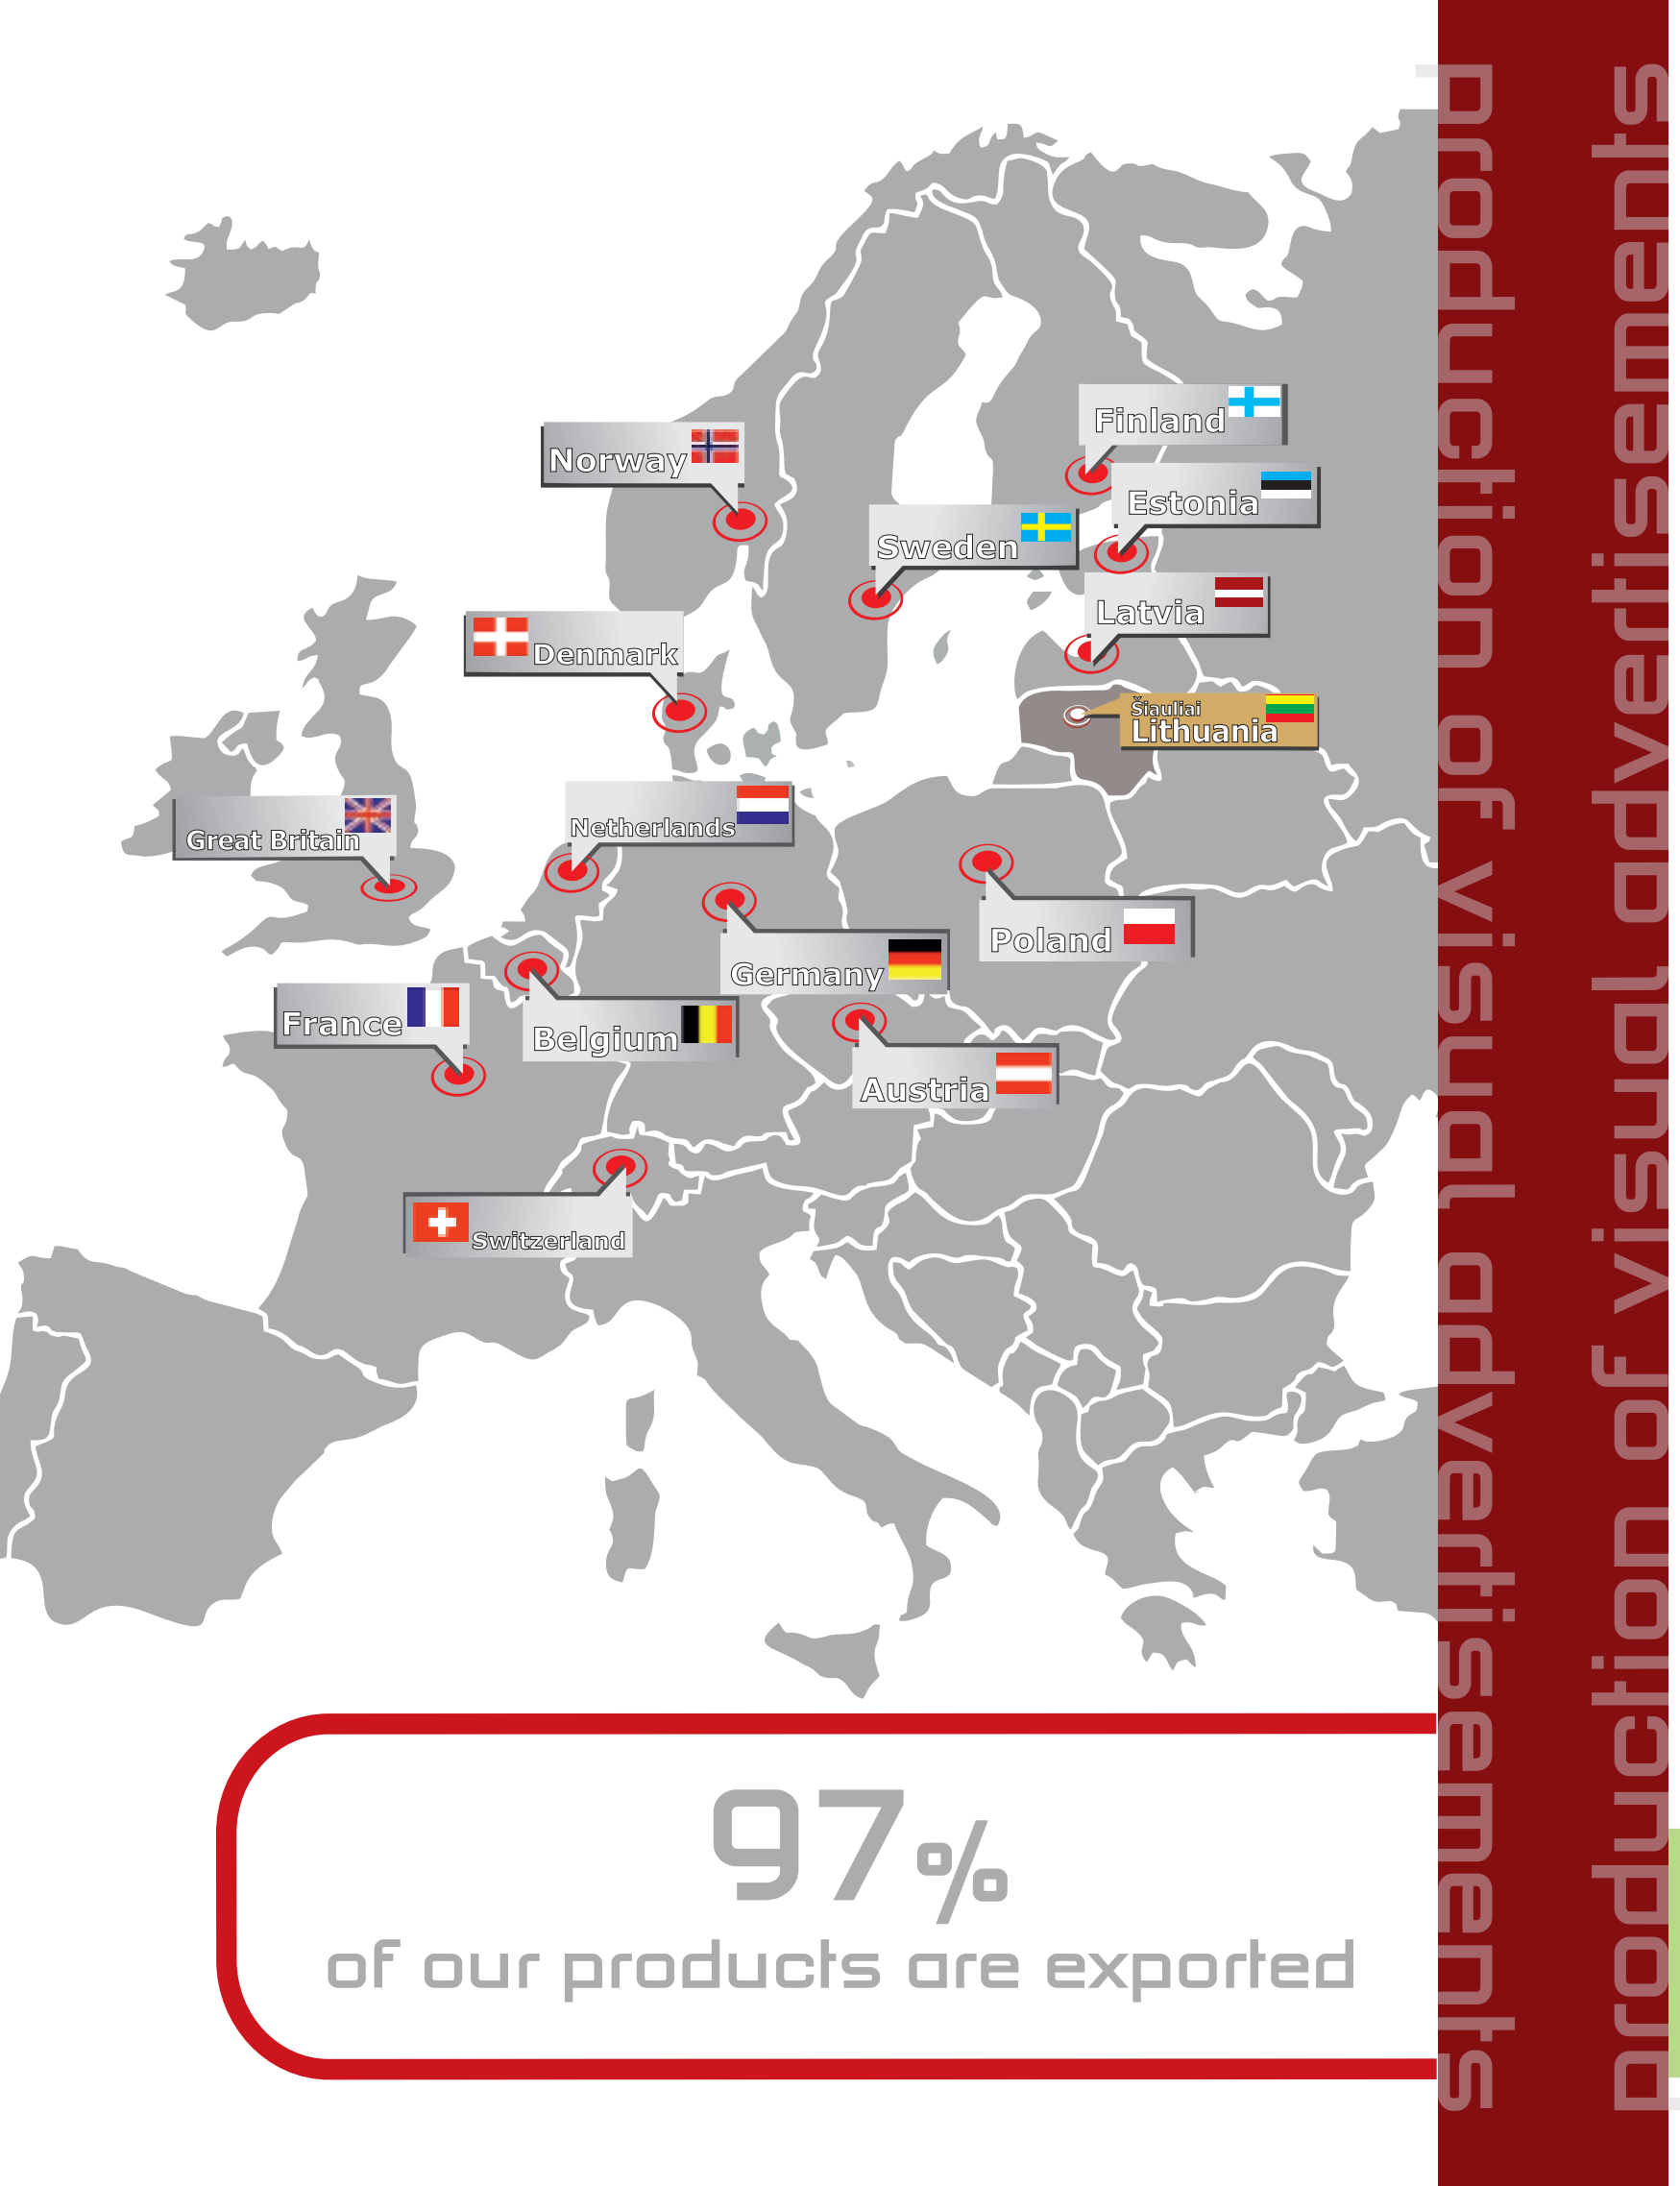 Finland
Norway
Estonia
Sweden
Latvia
Denmark
Šiauliai
Lithuania
Netherlands
Great Britain
Poland
Germany
France
Belgium
Austria
Switzerland
97%
of our products are exported
production of visual advertisements
production of visual advertisements